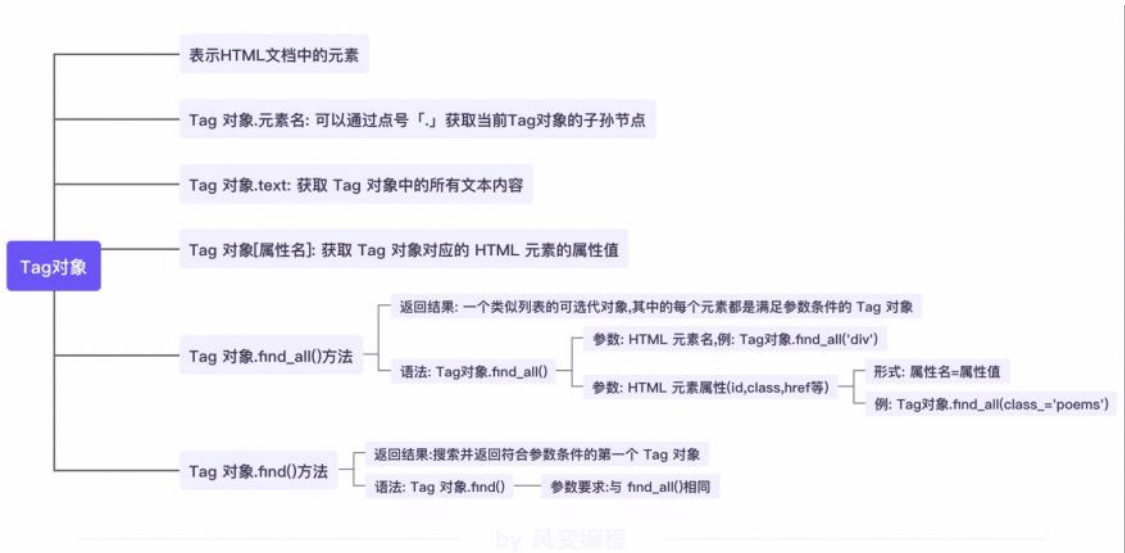 表示HTML文档中的元素
Tag 对象.元素名: 可以通过点号「.」获取当前Tag对象的子孙节点
Tag 对象.text: 获取 Tag 对象中的所有文本内容
Tag 对象[属性名]: 获取 Tag 对象对应的 HTML 元素的属性值
Tag对象
返回结果: 一个类似列表的可迭代对象,其中的每个元素都是满足参数条件的 Tag 对象
Tag 对象.find_all()方法
参数: HTML 元素名,例: Tag对象.find_all('div')
语法: Tag对象.find_all()
参数: HTML 元素属性(id,class,href等)
形式: 属性名=属性值
例: Tag对象.find_all(class_='poems')
Tag 对象.find()方法
返回结果:搜索并返回符合参数条件的第一个 Tag 对象
语法: Tag 对象.find()
参数要求:与 find_all()相同
by 风变编程